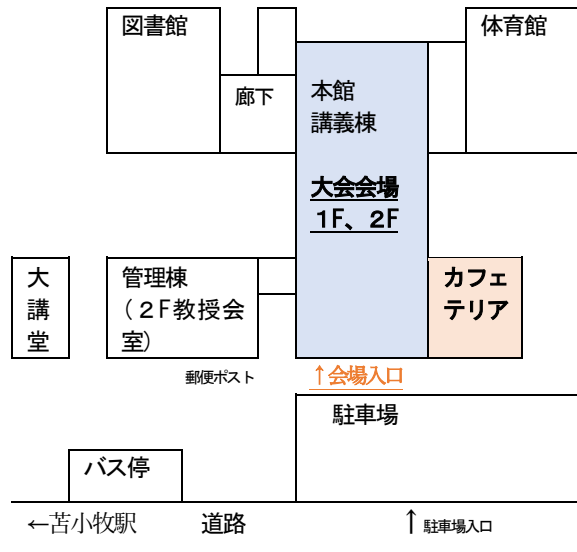 図書館
体育館
廊下
本館
講義棟
大会会場
１F、２F
大
講
堂
管理棟
（２F教授会
室）
カフェ
テリア
郵便ポスト
↑会場入口
駐車場
バス停
←苫小牧駅
道路
↑ 駐車場入口